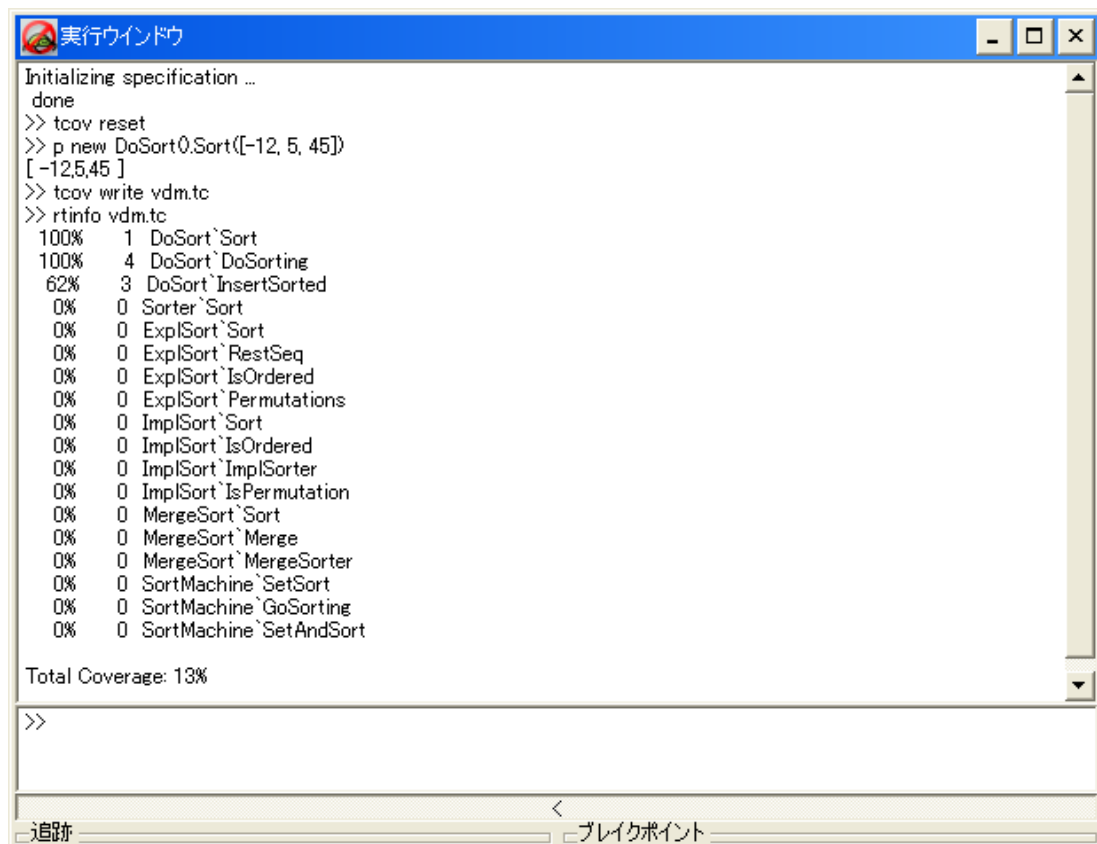 実行ウインドウ
Initializing specification ...
done
>> tcov reset
>> p new DoSort().Sort([-12, 5, 45])
[ -12,5,45 ]
>> tcov write vdm.tc
>> rtinfo vdm.tc
100% 1 DoSort`Sort
100% 4 DoSort`DoSorting
62% 3 DoSort`InsertSorted
0% 0 Sorter`Sort
0% 0 ExplSort`Sort
0% 0 ExplSort`RestSeq
0% 0 ExplSort`IsOrdered
0% 0 ExplSort`Permutations
0% 0 ImplSort`Sort
0% 0 ImplSort`IsOrdered
0% 0 ImplSort`ImplSorter
0% 0 ImplSort`IsPermutation
0% 0 MergeSort`Sort
0% 0 MergeSort`Merge
0% 0 MergeSort`MergeSorter
0% 0 SortMachine`SetSort
0% 0 SortMachine`GoSorting
0% 0 SortMachine`SetAndSort
Total Coverage: 13%
>>
<
追跡 ブレイクポイント